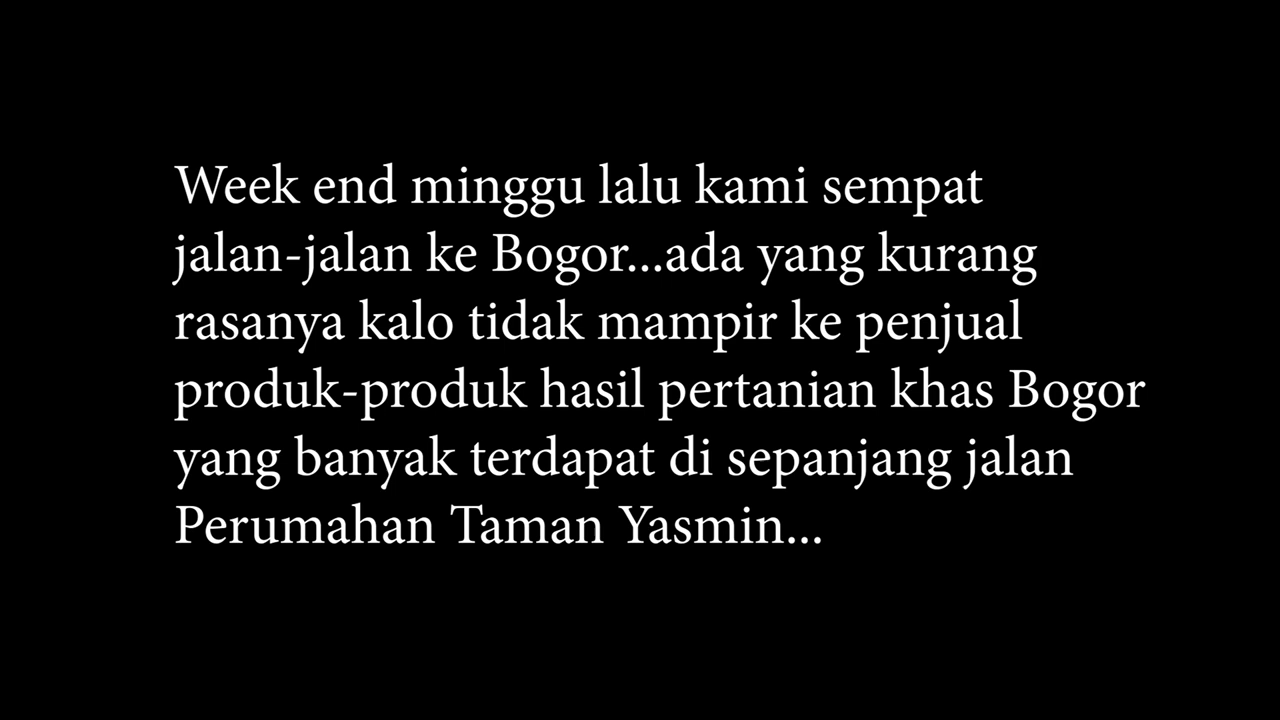 Week end minggu lalu kami sempat
jalan-jalan ke Bogor...ada yang kurang
rasanya kalo tidak mampir ke penjual
produk-produk hasil pertanian khas Bogor
yang banyak terdapat di sepanjang jalan
Perumahan Taman Yasmin...